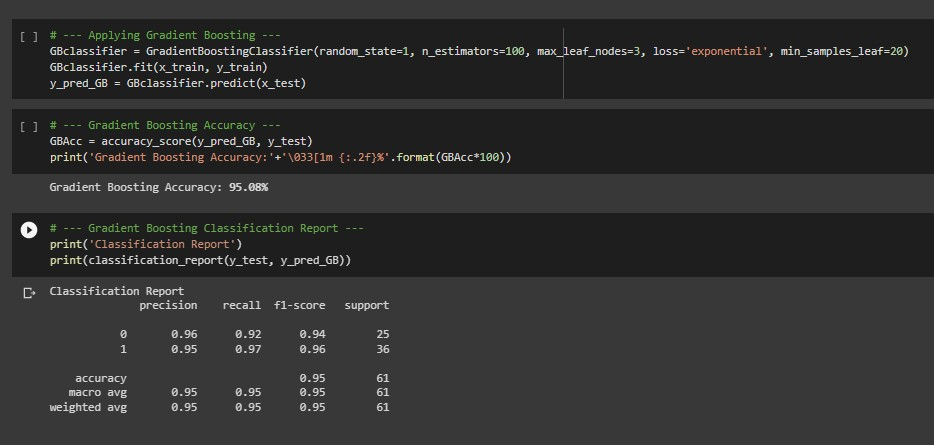 [ ] # --- Applying Gradient Boosting ---
GBclassifier = GradientBoostingClassifier(random_state=1, n_estimators=100, max_leaf_nodes=3, loss='exponential', min_samples_leaf=20)
GBclassifier.fit(x_train, y_train)
y_pred_GB = GBclassifier.predict(x_test)
[ ] # --- Gradient Boosting Accuracy ---
GBAcc = accuracy_score(y_pred_GB, y_test)
print('Gradient Boosting Accuracy:'+'\033[1m {:.2f}%'.format(GBAcc*100))
Gradient Boosting Accuracy: 95.08%
# --- Gradient Boosting Classification Report ---
print('Classification Report')
print(classification_report(y_test, y_pred_GB))
Classification Report
precision recall f1-score support
0 0.96 0.92 0.94 25
1 0.95 0.97 0.96 36
accuracy 0.95 61
macro avg 0.95 0.95 0.95 61
weighted avg 0.95 0.95 0.95 61